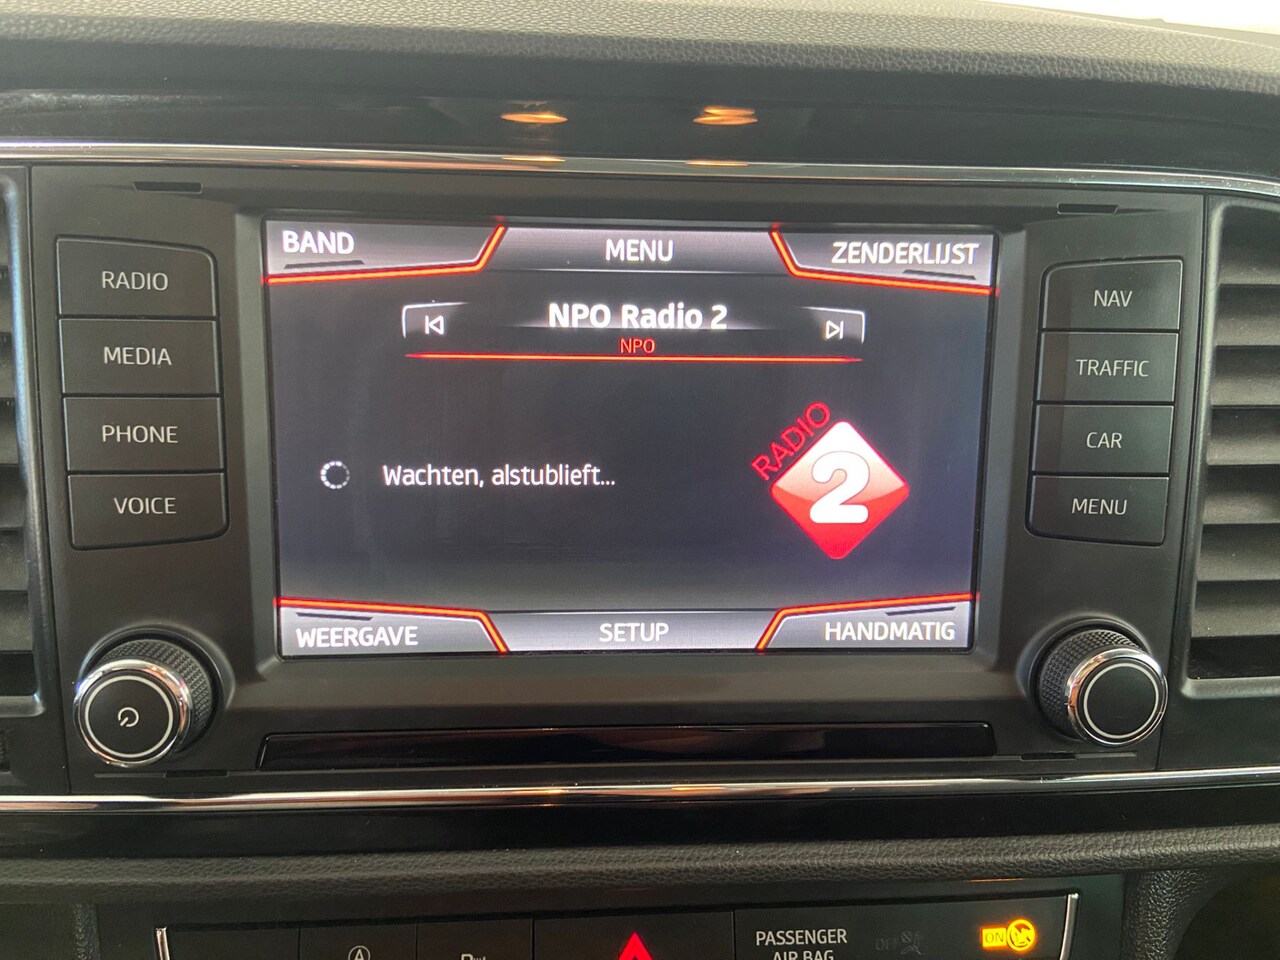 BAND
MENU
ZENDERLIJST
RADIO
MEDIA
PHONE
VOICE
NPO Radio 2
NPO
Wachten, alstublieft...
RADIO
2
NAV
TRAFFIC
CAR
MENU
WEERGAVE
SETUP
HANDMATIG
A
PASSENGER
AIR BAG
OFF
ON